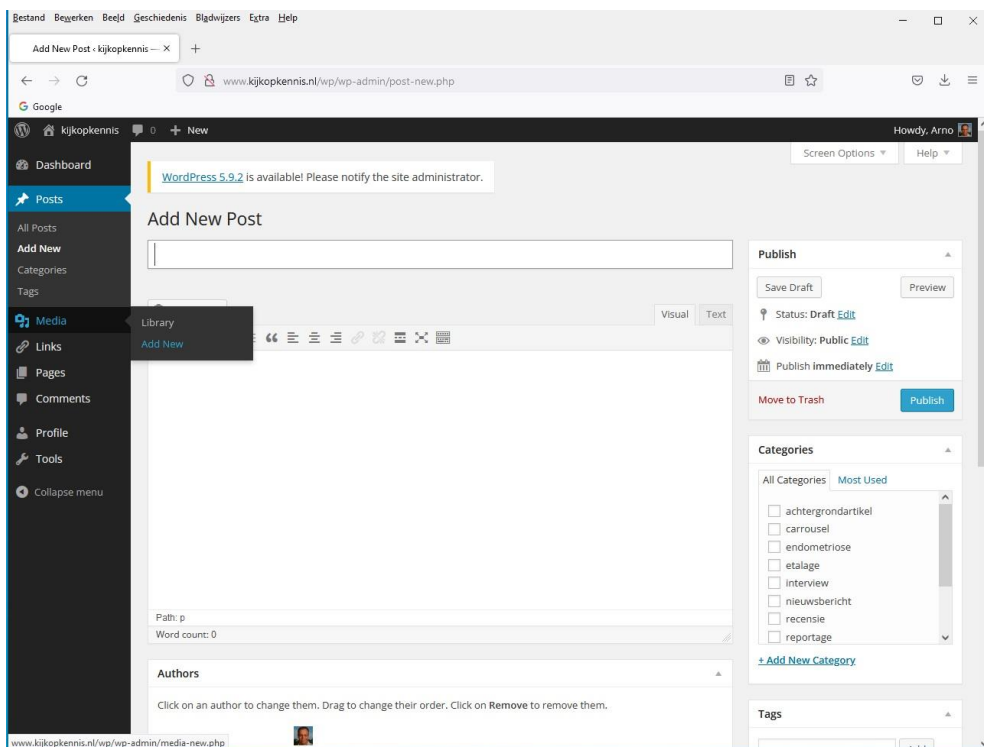 Bestand Bewerken Beeld Geschiedenis Bladwijzers Extra Help
Add New Post ‹ kijkopkennis —
www.kijkopkennis.nl/wp/wp-admin/post-new.php
Google
kijkopkennis 0 + New Howdy, Arno
Screen Options Help
Dashboard
WordPress 5.9.2 is available! Please notify the site administrator.
Posts
All Posts
Add New
Categories
Tags
Media
Library
Add New
Links
Pages
Comments
Profile
Tools
Collapse menu
Add New Post
Visual Text
Path: p
Word count: 0
Authors
Click on an author to change them. Drag to change their order. Click on Remove to remove them.
Publish
Save Draft Preview
Status: Draft Edit
Visibility: Public Edit
Publish immediately Edit
Move to Trash Publish
Categories
All Categories Most Used
achtergrondartikel
carrousel
endometriose
etalage
interview
nieuwsbericht
recensie
reportage
+ Add New Category
Tags
www.kijkopkennis.nl/wp/wp-admin/media-new.php